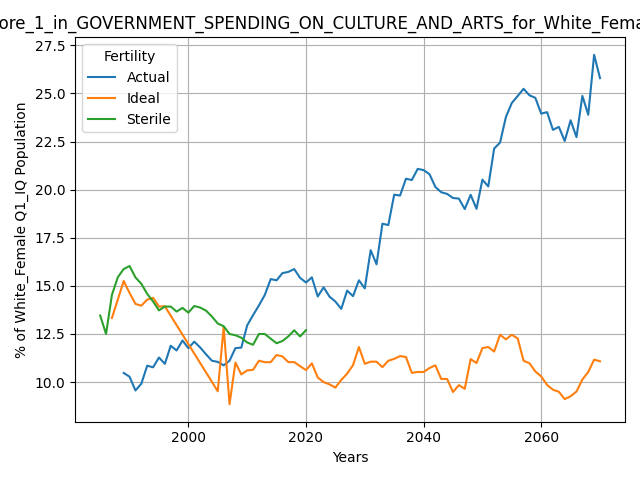 ore_1_in_GOVERNMENT_SPENDING_ON_CULTURE_AND_ARTS_for_White_Fema
27.5
25.0
22.5
20.0
17.5
15.0
12.5
10.0
% of White_Female Q1_IQ Population
Fertility
Actual
Ideal
Sterile
2000
2020
2040
2060
Years